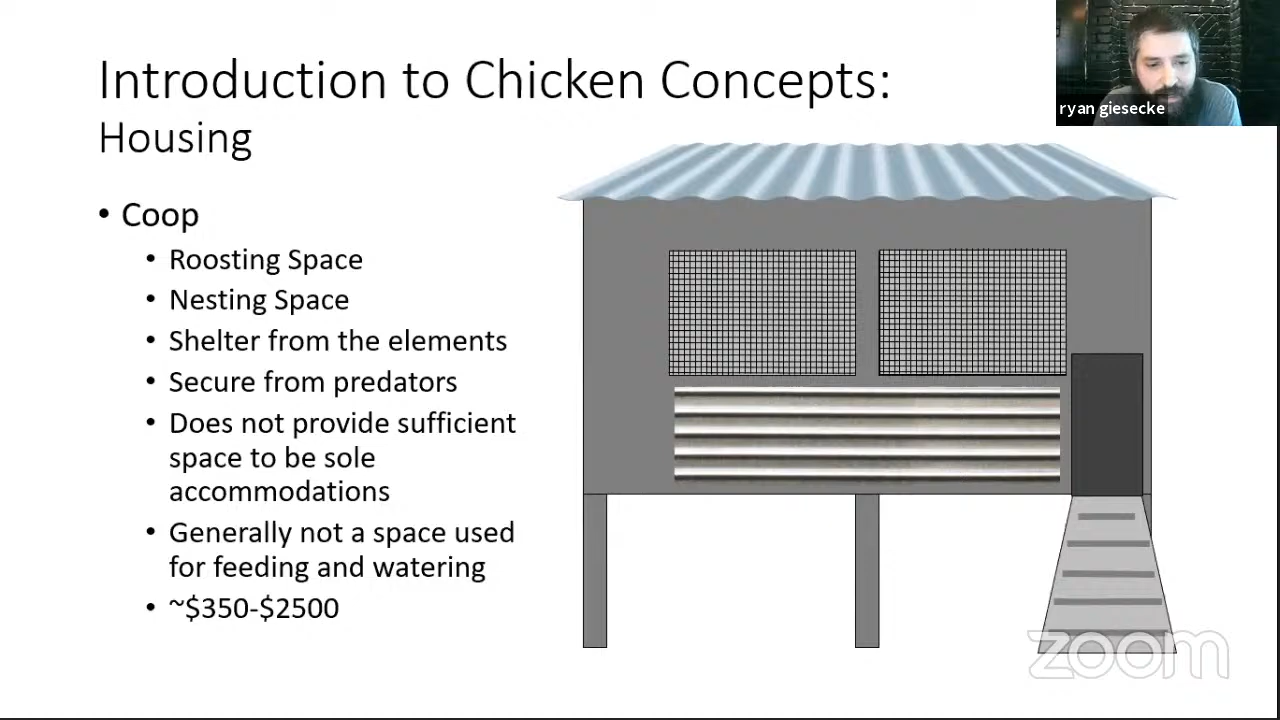 Introduction to Chicken Concepts:
Housing
ryan giesecke
• Coop
• Roosting Space
• Nesting Space
• Shelter from the elements
• Secure from predators
• Does not provide sufficient
space to be sole
accommodations
• Generally not a space used
for feeding and watering
• ~$350-$2500
zoom